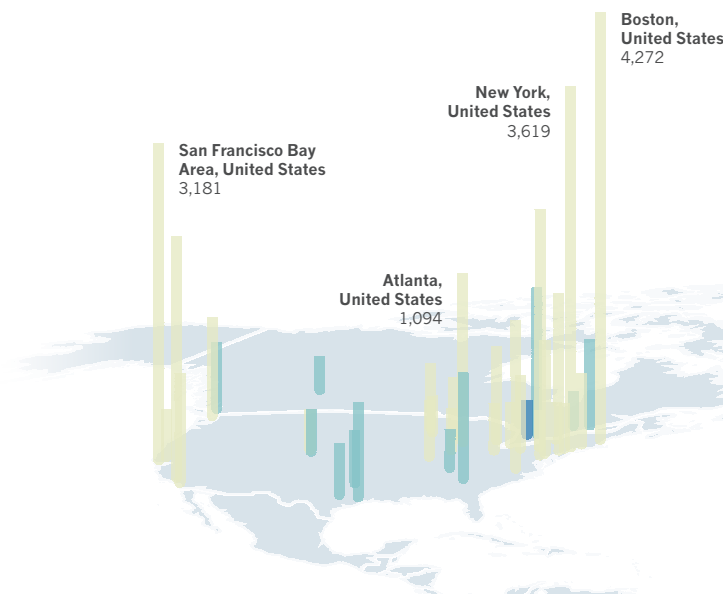 Boston,
United States
4,272
New York,
United States
3,619
San Francisco Bay
Area, United States
3,181
Atlanta,
United States
1,094